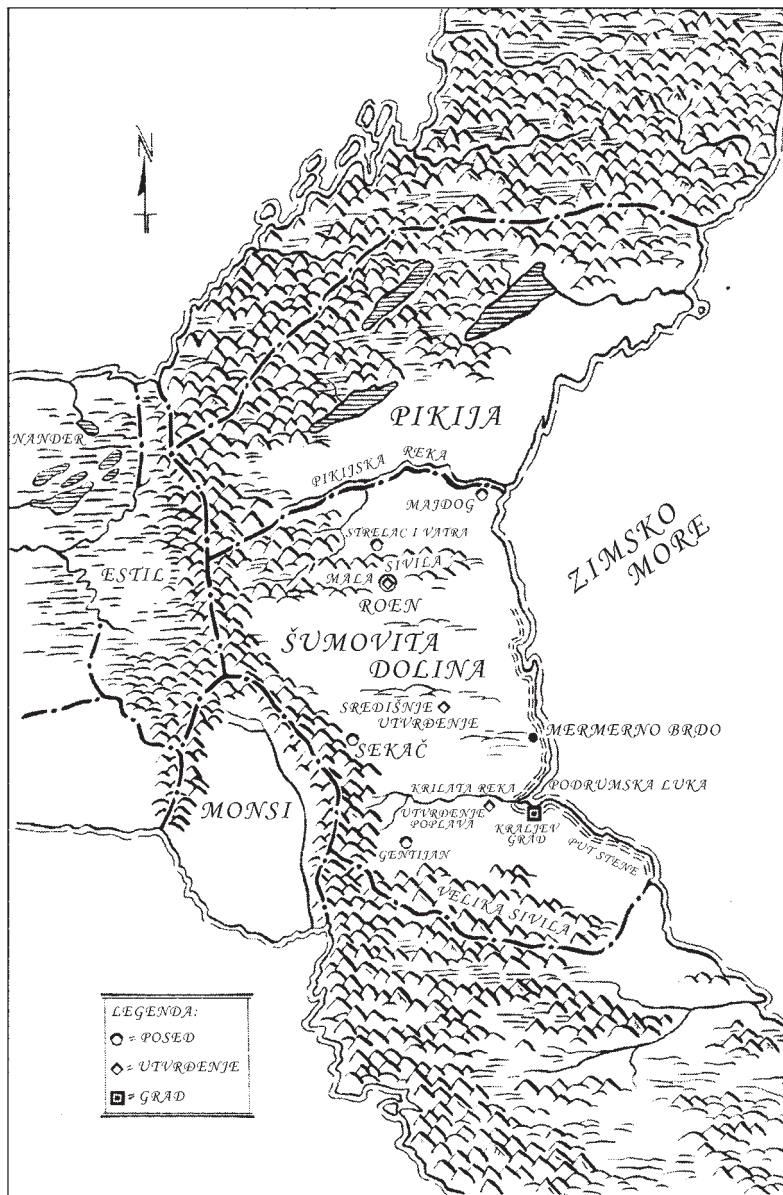 N
PIKIJA
NANDER
PIKIJSKA REKA
MAJDOG
STRELAC I VATRA
ZIMSKO
MORE
ESTIL
MALA SIVILA
ROEN
ŠUMOVITA
DOLINA
SREDIŠNJE
UTVRĐENJE
MERMERNO BRDO
SEKAČ
PODRUMSKA LUKA
KRILATA REKA
MONSI
UTVRĐENJE
POPLAVA
KRALJEV
GRAD
GENTIJAN
PUT STENE
VELIKA SIVILA
LEGENDA:
= POSED
= UTVRĐENJE
= GRAD